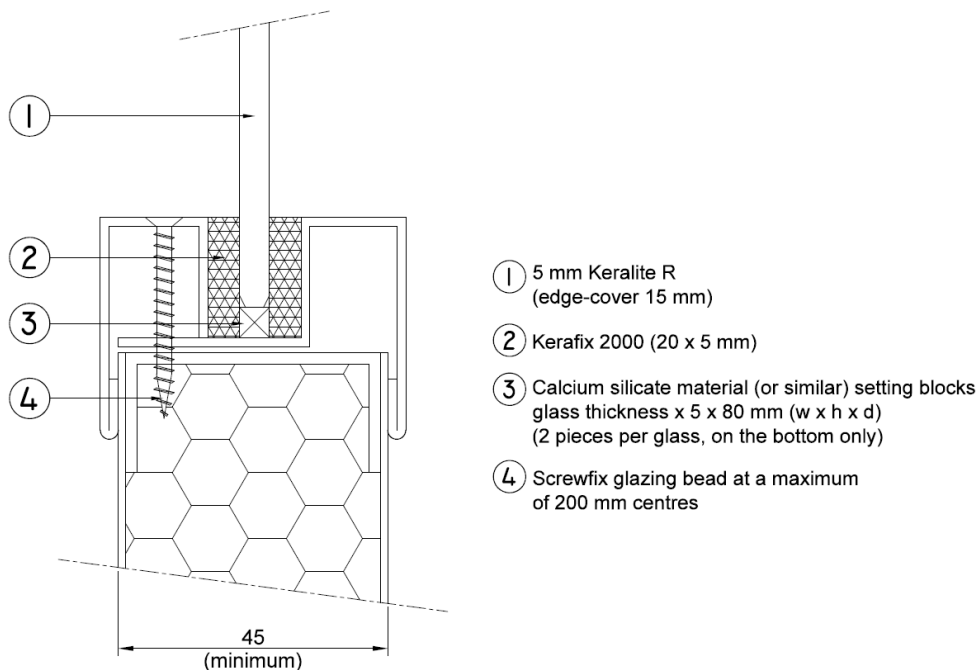 1
2
3
4
1 5 mm Keralite R
(edge-cover 15 mm)
2 Kerafix 2000 (20 x 5 mm)
3 Calcium silicate material (or similar) setting blocks
glass thickness x 5 x 80 mm (w x h x d)
(2 pieces per glass, on the bottom only)
4 Screwfix glazing bead at a maximum
of 200 mm centres
45
(minimum)